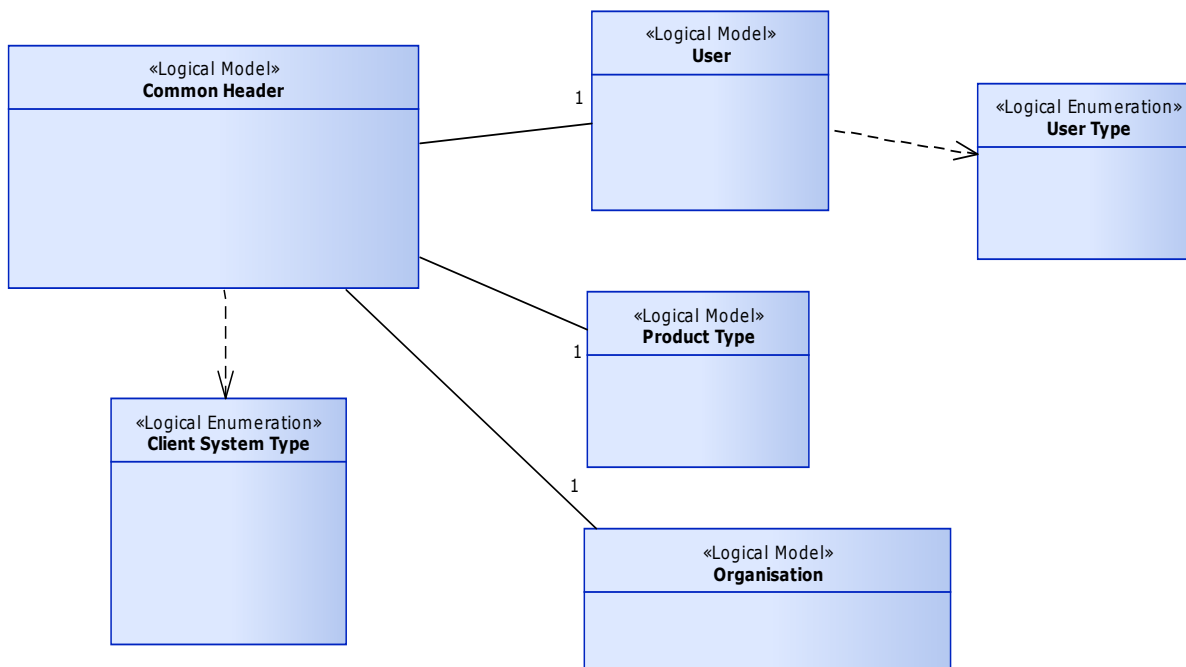 «Logical Model»
Common Header
«Logical Model»
User
1
«Logical Enumeration»
User Type
«Logical Model»
Product Type
1
«Logical Enumeration»
Client System Type
1
«Logical Model»
Organisation